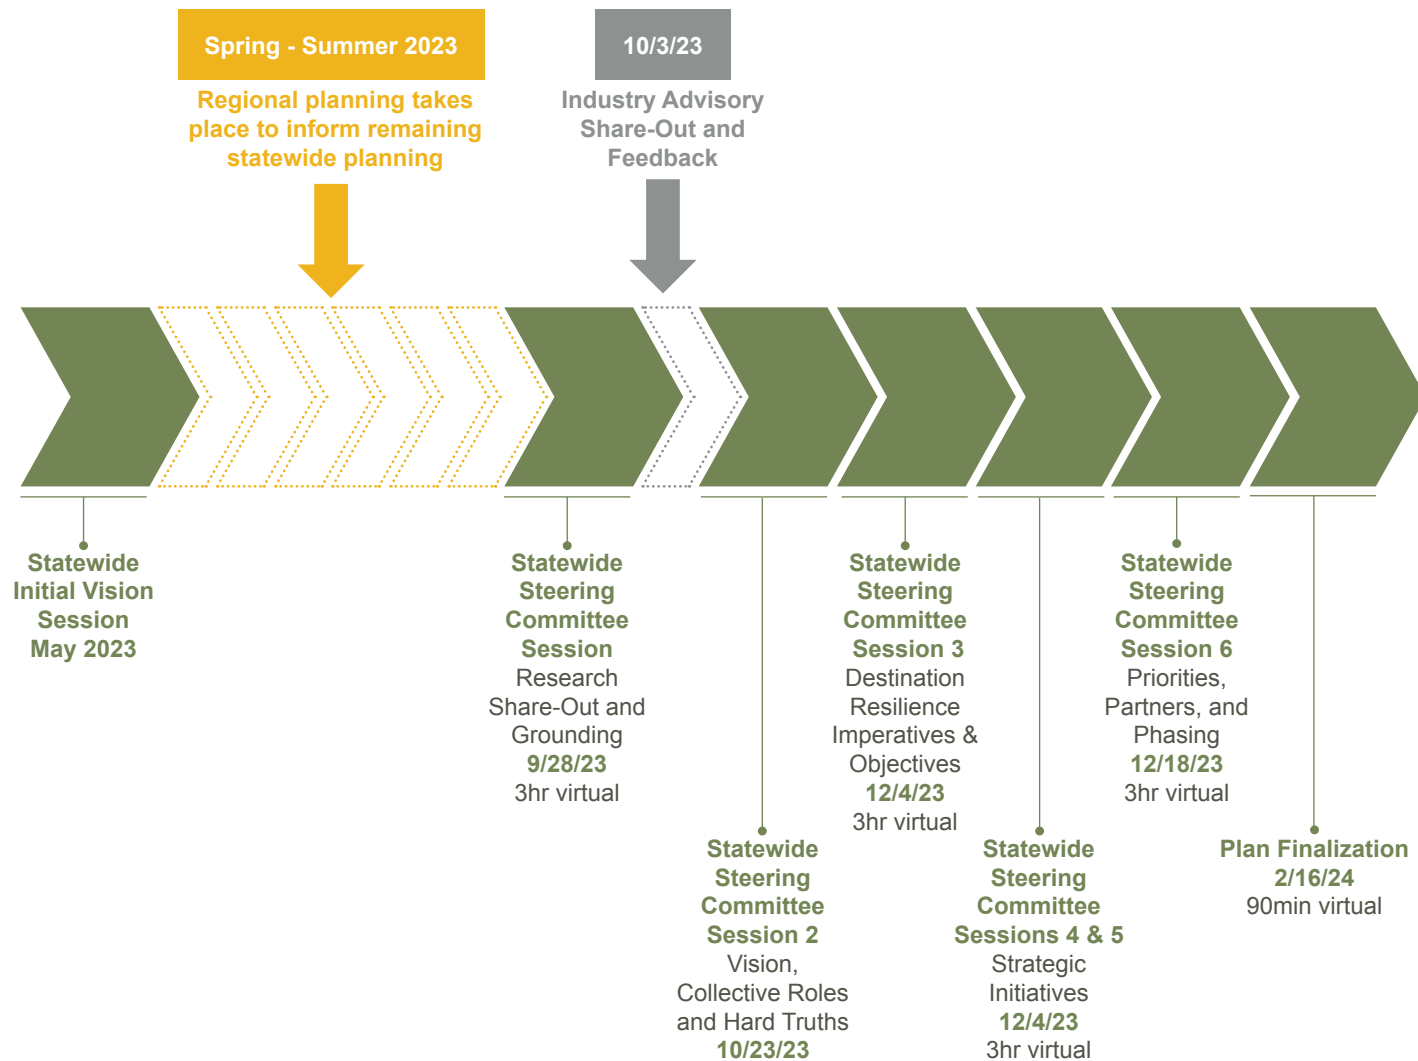 Spring - Summer 2023
Regional planning takes
place to inform remaining
statewide planning
10/3/23
Industry Advisory
Share-Out and
Feedback
Statewide
Initial Vision
Session
May 2023
Statewide
Steering
Committee
Session
Research
Share-Out and
Grounding
9/28/23
3hr virtual
Statewide
Steering
Committee
Session 2
Vision,
Collective Roles
and Hard Truths
10/23/23
Statewide
Steering
Committee
Session 3
Destination
Resilience
Imperatives &
Objectives
12/4/23
3hr virtual
Statewide
Steering
Committee
Sessions 4 & 5
Strategic
Initiatives
12/4/23
3hr virtual
Statewide
Steering
Committee
Session 6
Priorities,
Partners, and
Phasing
12/18/23
3hr virtual
Plan Finalization
2/16/24
90min virtual